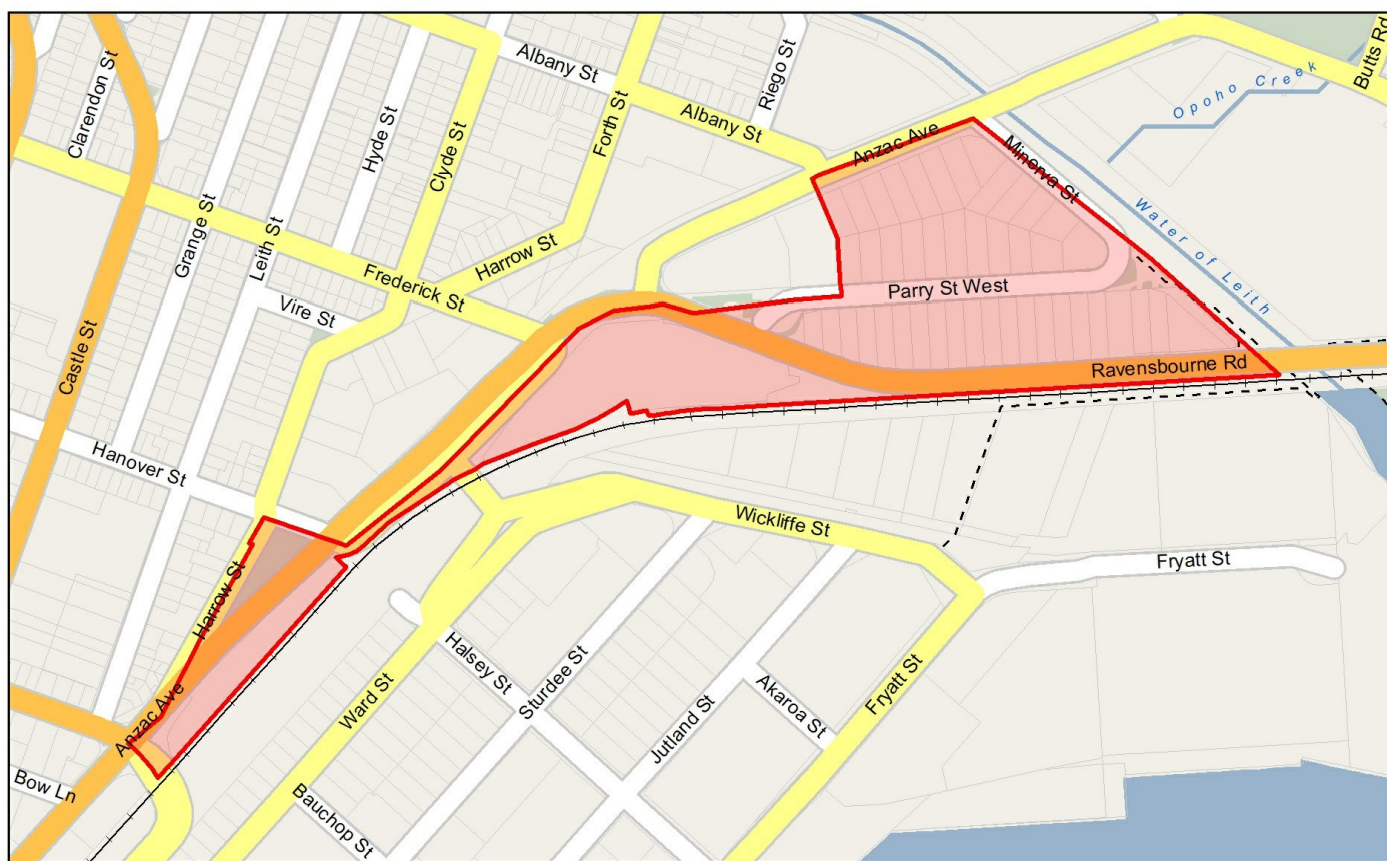 Clarendon St
Albany St
Riego St
Butts Rd
Opoho Creek
Hyde St
Clyde St
Forth St
Albany St
Anzac Ave
Minerva St
Grange St
Leith St
Harrow St
Water of Leith
Frederick St
Parry St West
Vire St
Castle St
Ravensbourne Rd
Hanover St
Wickliffe St
Fryatt St
Harrow St
Halsey St
Sturdee St
Ward St
Akaroa St
Fryatt St
Anzac Ave
Jutland St
Bow Ln
Bauchop St